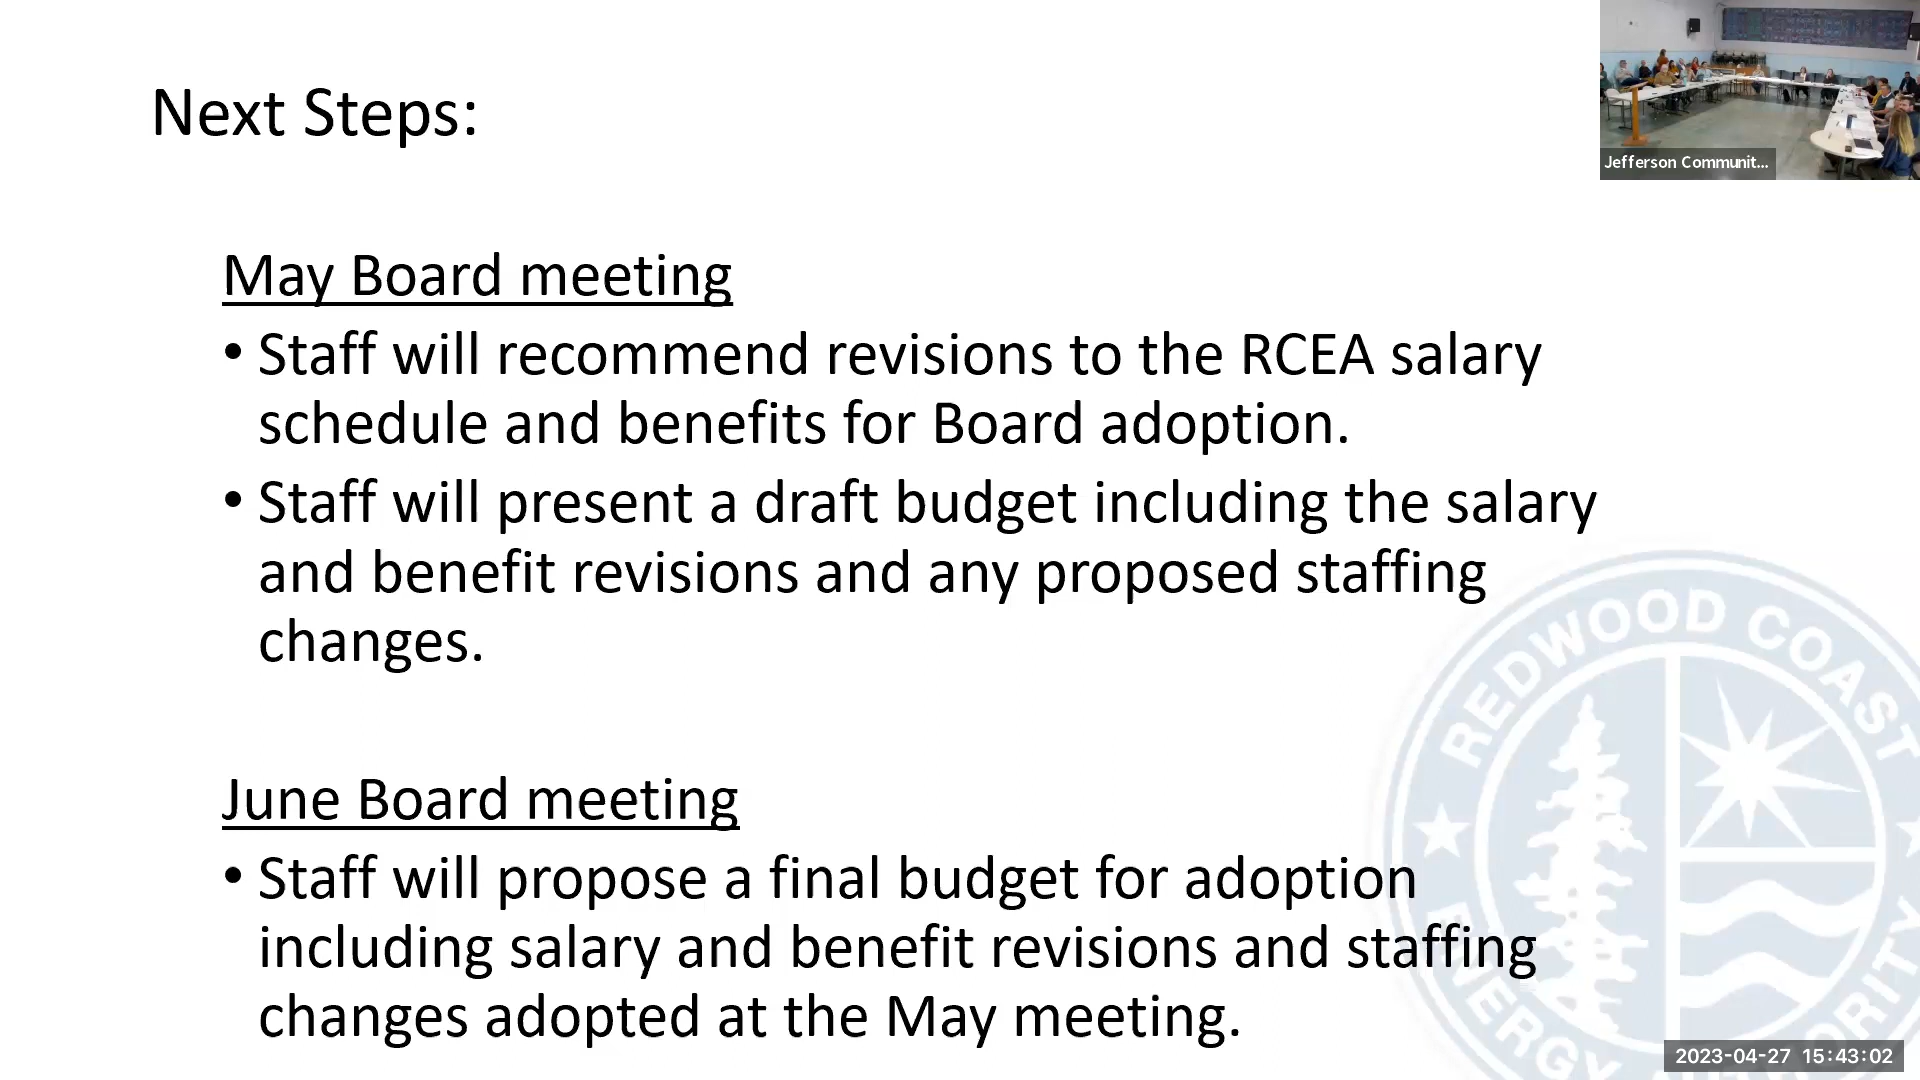 Next Steps:
Jefferson Communit...
May Board meeting
• Staff will recommend revisions to the RCEA salary
schedule and benefits for Board adoption.
• Staff will present a draft budget including the salary
and benefit revisions and any proposed staffing
changes.
June Board meeting
• Staff will propose a final budget for adoption
including salary and benefit revisions and staffing
changes adopted at the May meeting.
REDWOOD COAST
ENERGY
2023-04-27 15:43:02